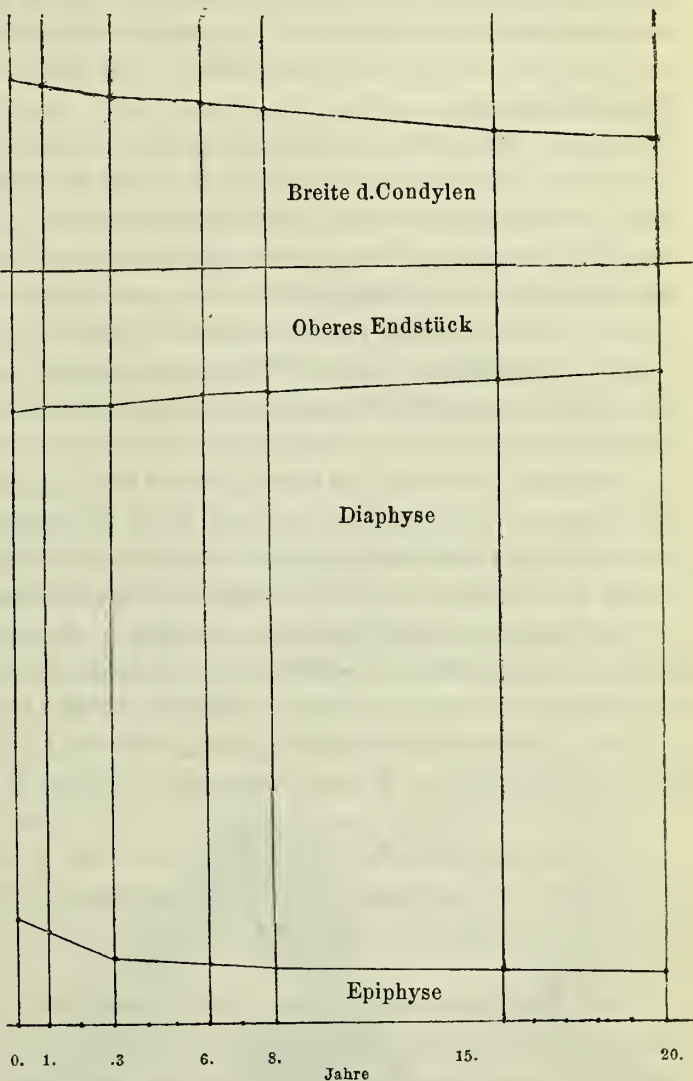 Breite d.Condylen
Oberes Endstück
Diaphyse
Epiphyse
0. 1. .3 6. 8. 15. 20.
Jahre